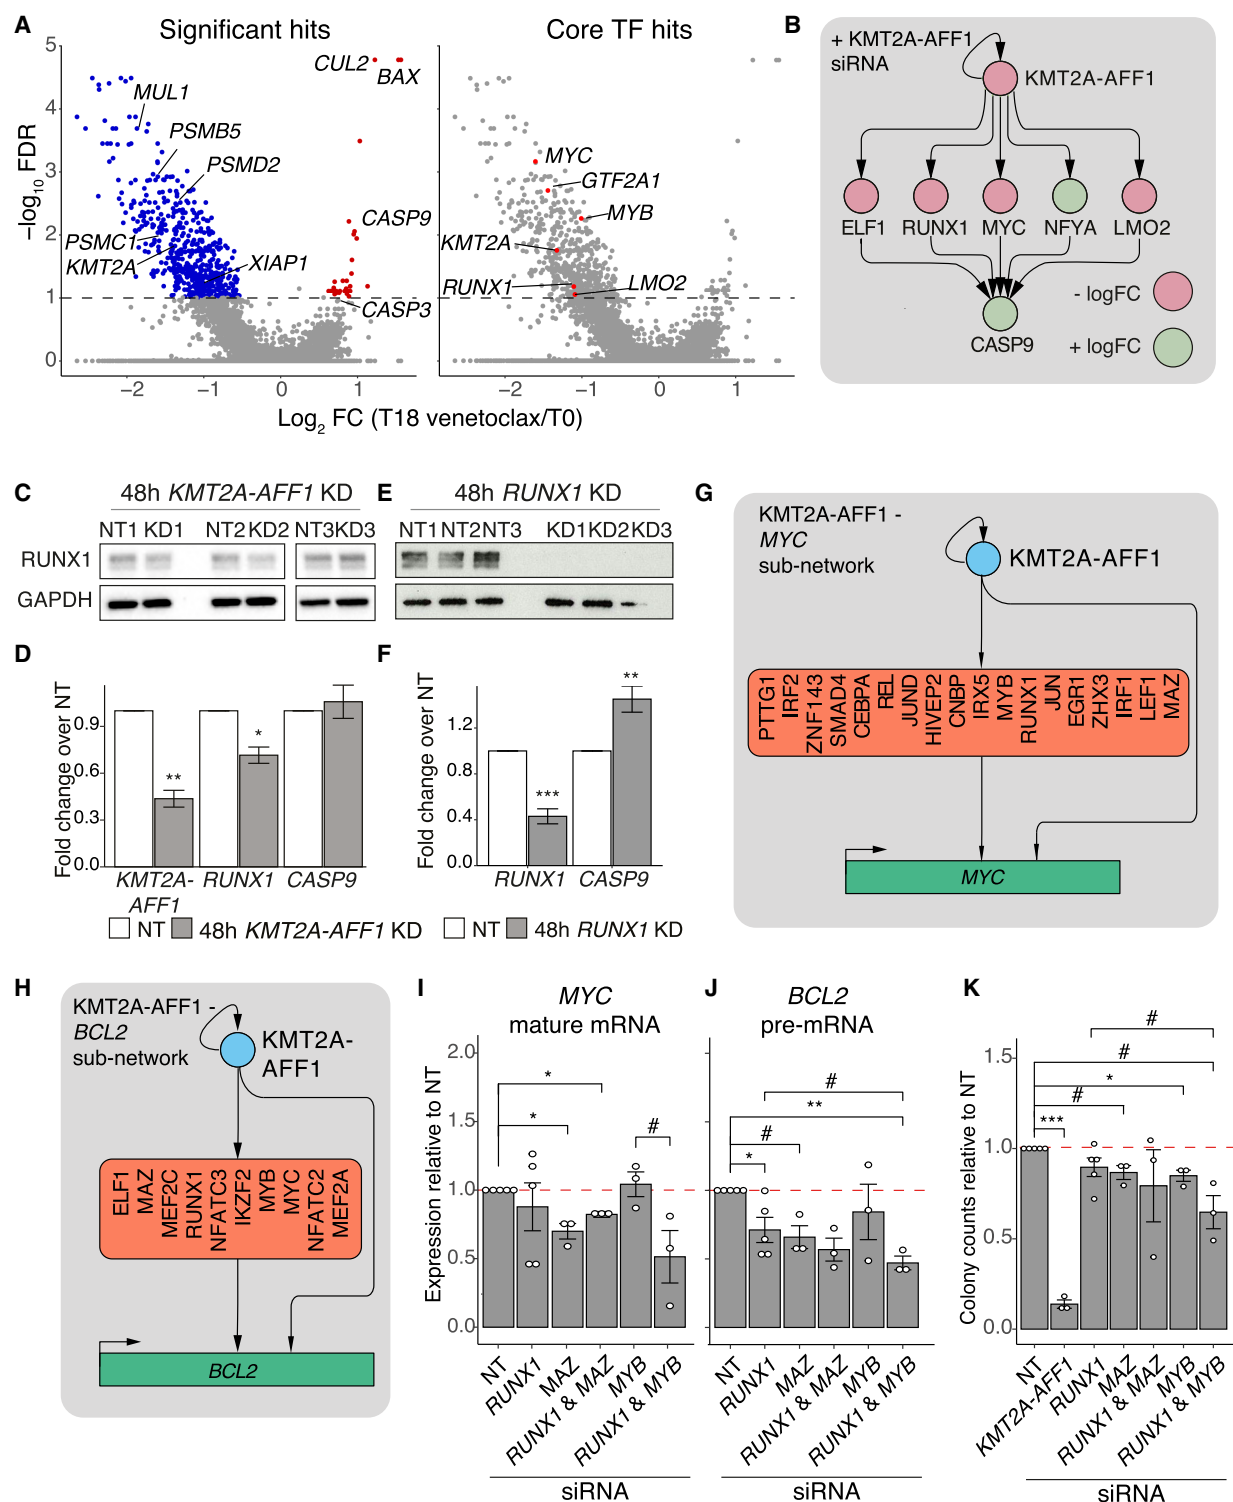 A
Significant hits
Core TF hits
−log10 FDR
5
4
3
2
1
0
CUL2
BAX
MUL1
PSMB5
PSMD2
CASP9
PSMC1
KMT2A
XIAP1
CASP3
MYC
GTF2A1
MYB
KMT2A
RUNX1
LMO2
−2
−1
0
1
−2
−1
0
1
Log2 FC (T18 venetoclax/T0)
B
+ KMT2A-AFF1
siRNA
KMT2A-AFF1
ELF1
RUNX1
MYC
NFYA
LMO2
CASP9
- logFC
+ logFC
C
48h KMT2A-AFF1 KD
NT1 KD1
NT2 KD2
NT3 KD3
RUNX1
GAPDH
E
48h RUNX1 KD
NT1 NT2 NT3
KD1 KD2 KD3
D
Fold change over NT
0.9
0.6
0.3
0.0
**
*
KMT2A-
AFF1
RUNX1
CASP9
NT
48h KMT2A-AFF1 KD
F
Fold change over NT
1.2
0.8
0.4
0.0
***
**
RUNX1
CASP9
NT
48h RUNX1 KD
G
KMT2A-AFF1 -
MYC
sub-network
KMT2A-AFF1
PTTG1
IRF2
ZNF143
SMAD4
CEBPA
REL
JUND
HIVEP2
CNBP
IRX5
MYB
RUNX1
JUN
EGR1
ZHX3
IRF1
LEF1
MAZ
MYC
H
KMT2A-AFF1 -
BCL2
sub-network
KMT2A-
AFF1
ELF1
MAZ
MEF2C
RUNX1
NFATC3
IKZF2
MYB
MYC
NFATC2
MEF2A
BCL2
I
MYC
mature mRNA
Expression relative to NT
2.0
1.5
1.0
0.5
0.0
*
*
#
NT
RUNX1
MAZ
RUNX1 & MAZ
MYB
RUNX1 & MYB
siRNA
J
BCL2
pre-mRNA
#
**
#
*
NT
RUNX1
MAZ
RUNX1 & MAZ
MYB
RUNX1 & MYB
siRNA
K
Colony counts relative to NT
1.5
1.0
0.5
0.0
#
#
*
#
***
NT
KMT2A-AFF1
RUNX1
MAZ
RUNX1 & MAZ
MYB
RUNX1 & MYB
siRNA